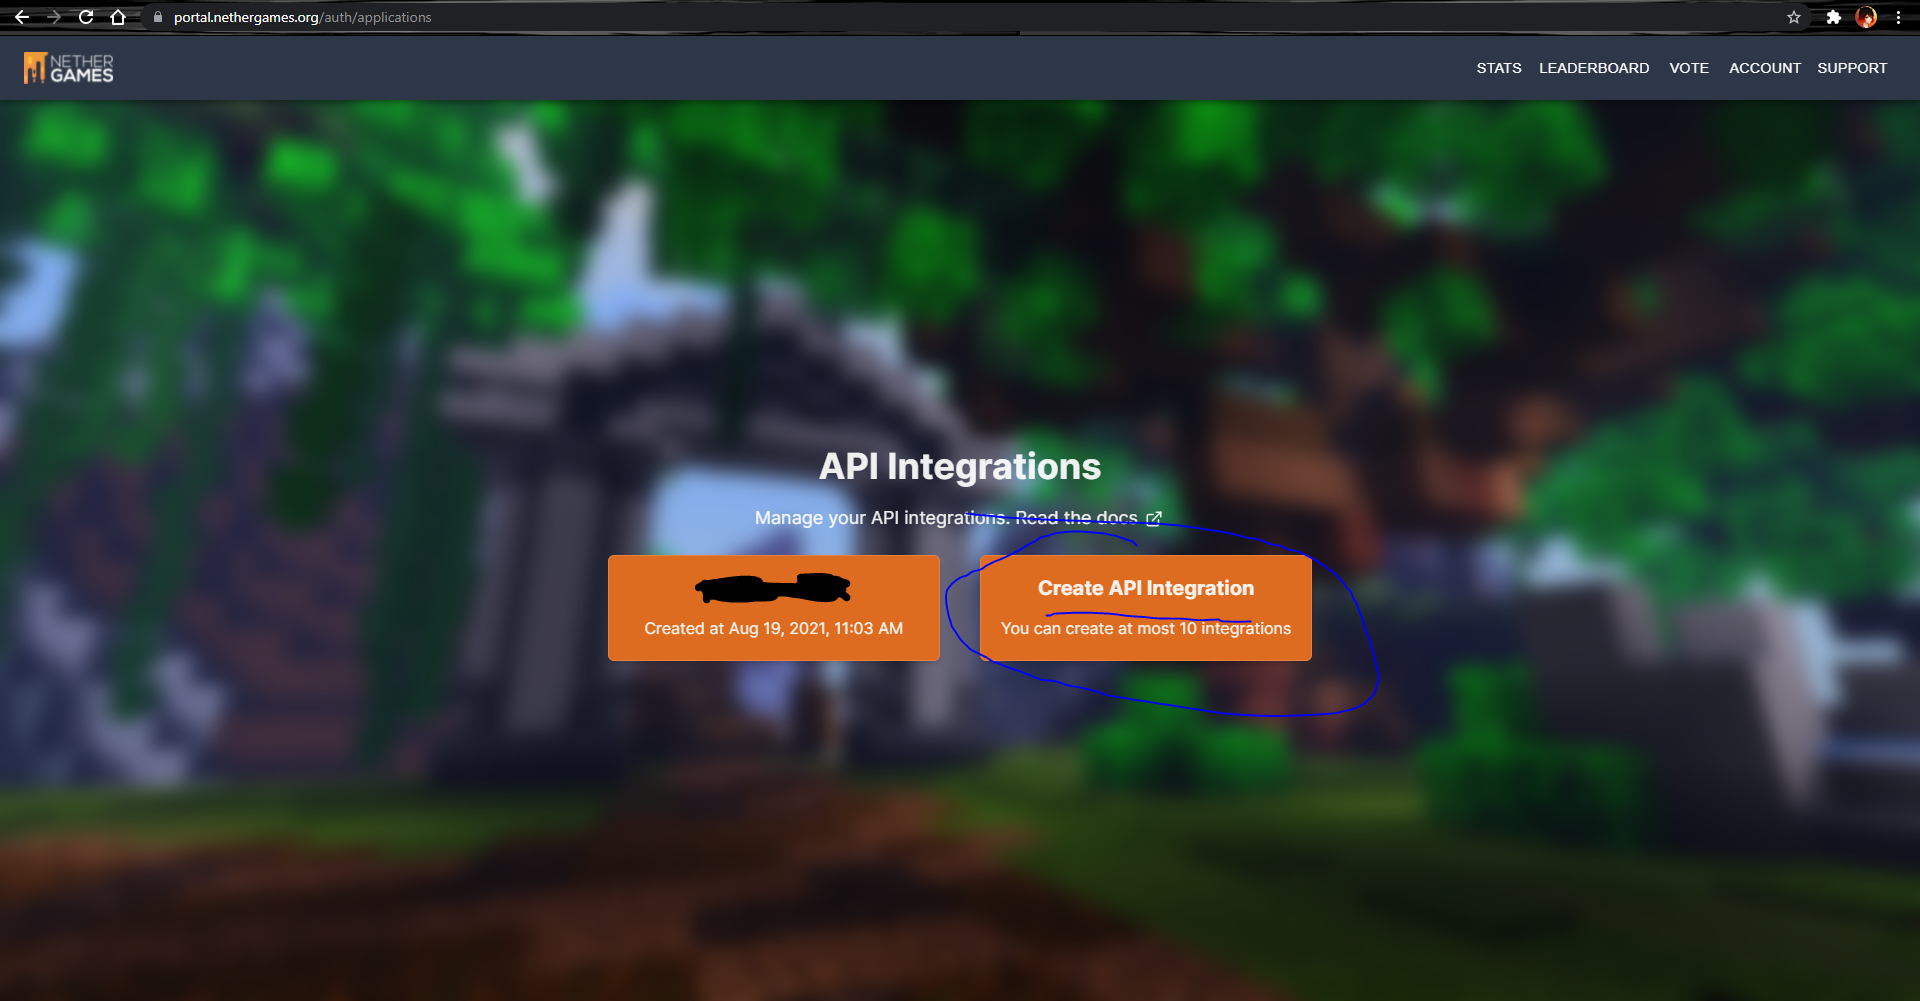 portal.nethergames.org/auth/applications
NETHER
GAMES
STATS LEADERBOARD VOTE ACCOUNT SUPPORT
API Integrations
Manage your API integrations. Read the docs
Created at Aug 19, 2021, 11:03 AM
Create API Integration
You can create at most 10 integrations